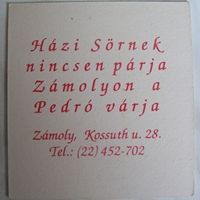 Házi Sörnek
nincsen párja
Zámolyon a
Pedró várja
Zámoly, Kossuth u. 28.
Tel.: (22) 452-702